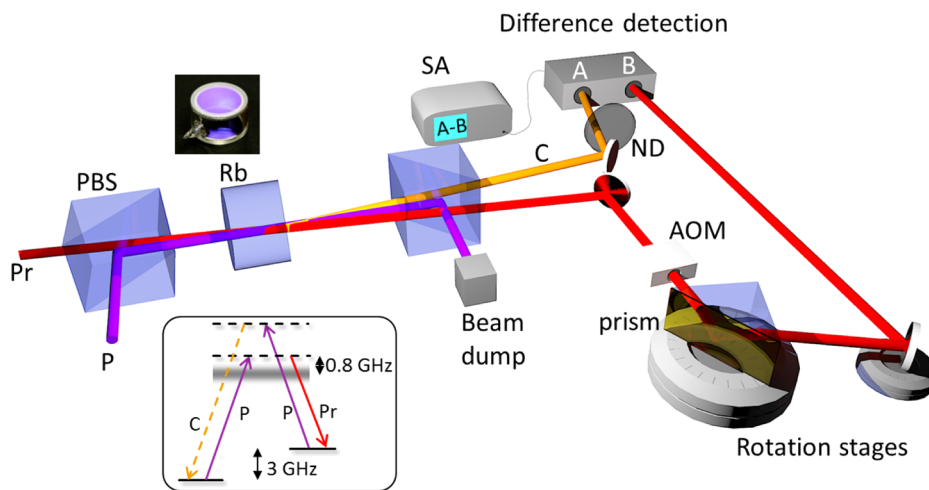 Difference detection
SA
A
B
A-B
ND
C
PBS
Rb
AOM
Pr
prism
P
Beam
dump
0.8 GHz
C
P
P
Pr
3 GHz
Rotation stages